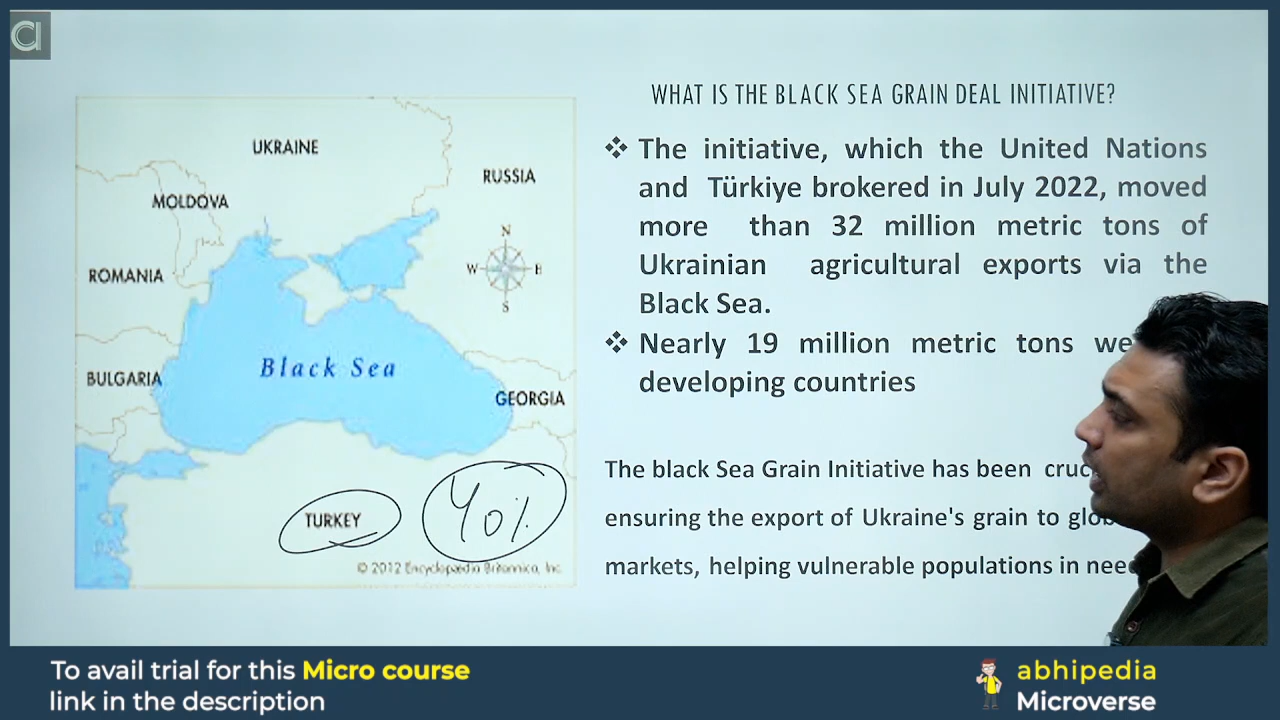 a
WHAT IS THE BLACK SEA GRAIN DEAL INITIATIVE?
UKRAINE
RUSSIA
MOLDOVA
ROMANIA
BULGARIA
GEORGIA
Black Sea
N
W E
S
TURKEY
40%
© 2012 Encyclopædia Britannica, Inc.
❖ The initiative, which the United Nations
and Türkiye brokered in July 2022, moved
more than 32 million metric tons of
Ukrainian agricultural exports via the
Black Sea.
❖ Nearly 19 million metric tons
developing countries
The black Sea Grain Initiative has been
ensuring the export of Ukraine's grain to
markets, helping vulnerable populations in
To avail trial for this Micro course
link in the description
abhipedia
Microverse